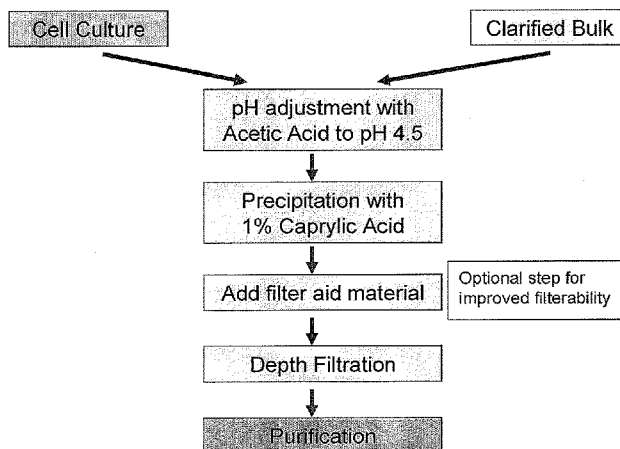 Cell Culture
Clarified Bulk
pH adjustment with
Acetic Acid to pH 4.5
Precipitation with
1% Caprylic Acid
Add filter aid material
Optional step for
improved filterability
Depth Filtration
Purification